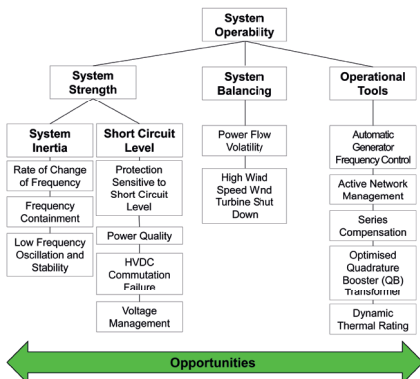 System
Operability
System
Strength
System
Balancing
Operational
Tools
System
Inertia
Rate of Change
of Frequency
Frequency
Containment
Low Frequency
Oscillation and
Stability
Short Circuit
Level
Protection
Sensitive to
Short Circuit
Level
Power Quality
HVDC
Commutation
Failure
Voltage
Management
Power Flow
Volatility
High Wind
Speed Wind
Turbine Shut
Down
Automatic
Generator
Frequency Control
Active Network
Management
Series
Compensation
Optimised
Quadrature
Booster (QB)
Transformer
Dynamic
Thermal Rating
Opportunities